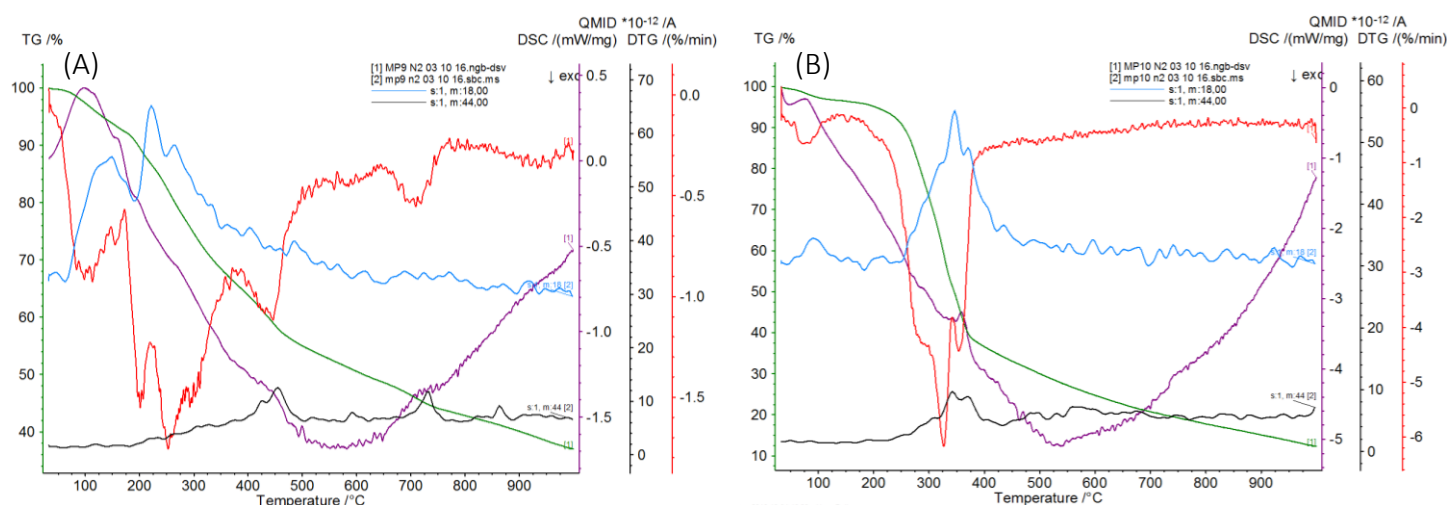 QMID *10-12 /A
TG /% DSC /(mW/mg) DTG /(%/min)
(A)
[1] MP9 N2 03 10 16.ngb-dsv
[2] mp9 n2 03 10 16.sbc.ms
s:1, m:18,00
s:1, m:44,00
↓ exo
100
90
80
70
60
50
40
0.5
0.0
-0.5
-1.0
-1.5
70
60
50
40
30
20
10
0
0.0
-0.5
-1.0
-1.5
[1]
[1]
s:1, m:18 [2]
s:1, m:44 [2]
[1]
100 200 300 400 500 600 700 800 900
Temperature /°C
QMID *10-12 /A
TG /% DSC /(mW/mg) DTG /(%/min)
(B)
[1] MP10 N2 03 10 16.ngb-dsv
[2] mp10 n2 03 10 16.sbc.ms
s:1, m:18,00
s:1, m:44,00
↓ exo
100
90
80
70
60
50
40
30
20
10
0
-1
-2
-3
-4
-5
60
50
40
30
20
10
0
0
-1
-2
-3
-4
-5
-6
[1]
[1]
s:1, m:18 [2]
s:1, m:44 [2]
[1]
100 200 300 400 500 600 700 800 900
Temperature /°C